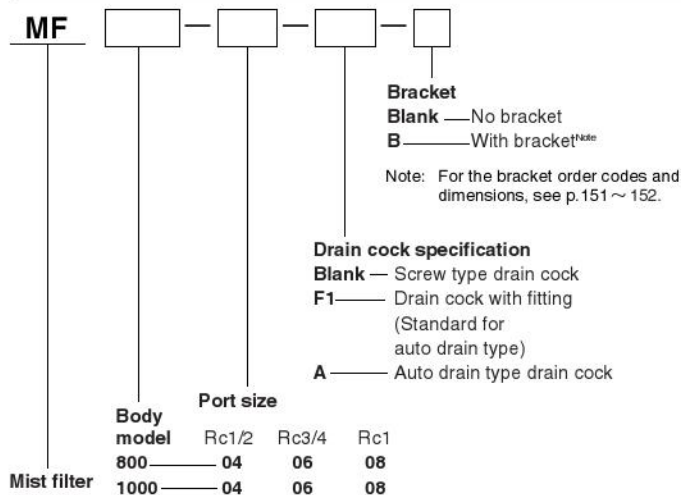 MF
Bracket
Blank No bracket
B With bracket Note
Note: For the bracket order codes and
dimensions, see p.151 ~ 152.
Drain cock specification
Blank Screw type drain cock
F1 Drain cock with fitting
(Standard for
auto drain type)
A Auto drain type drain cock
Port size
Body
model Rc1/2 Rc3/4 Rc1
800 04 06 08
Mist filter
1000 04 06 08